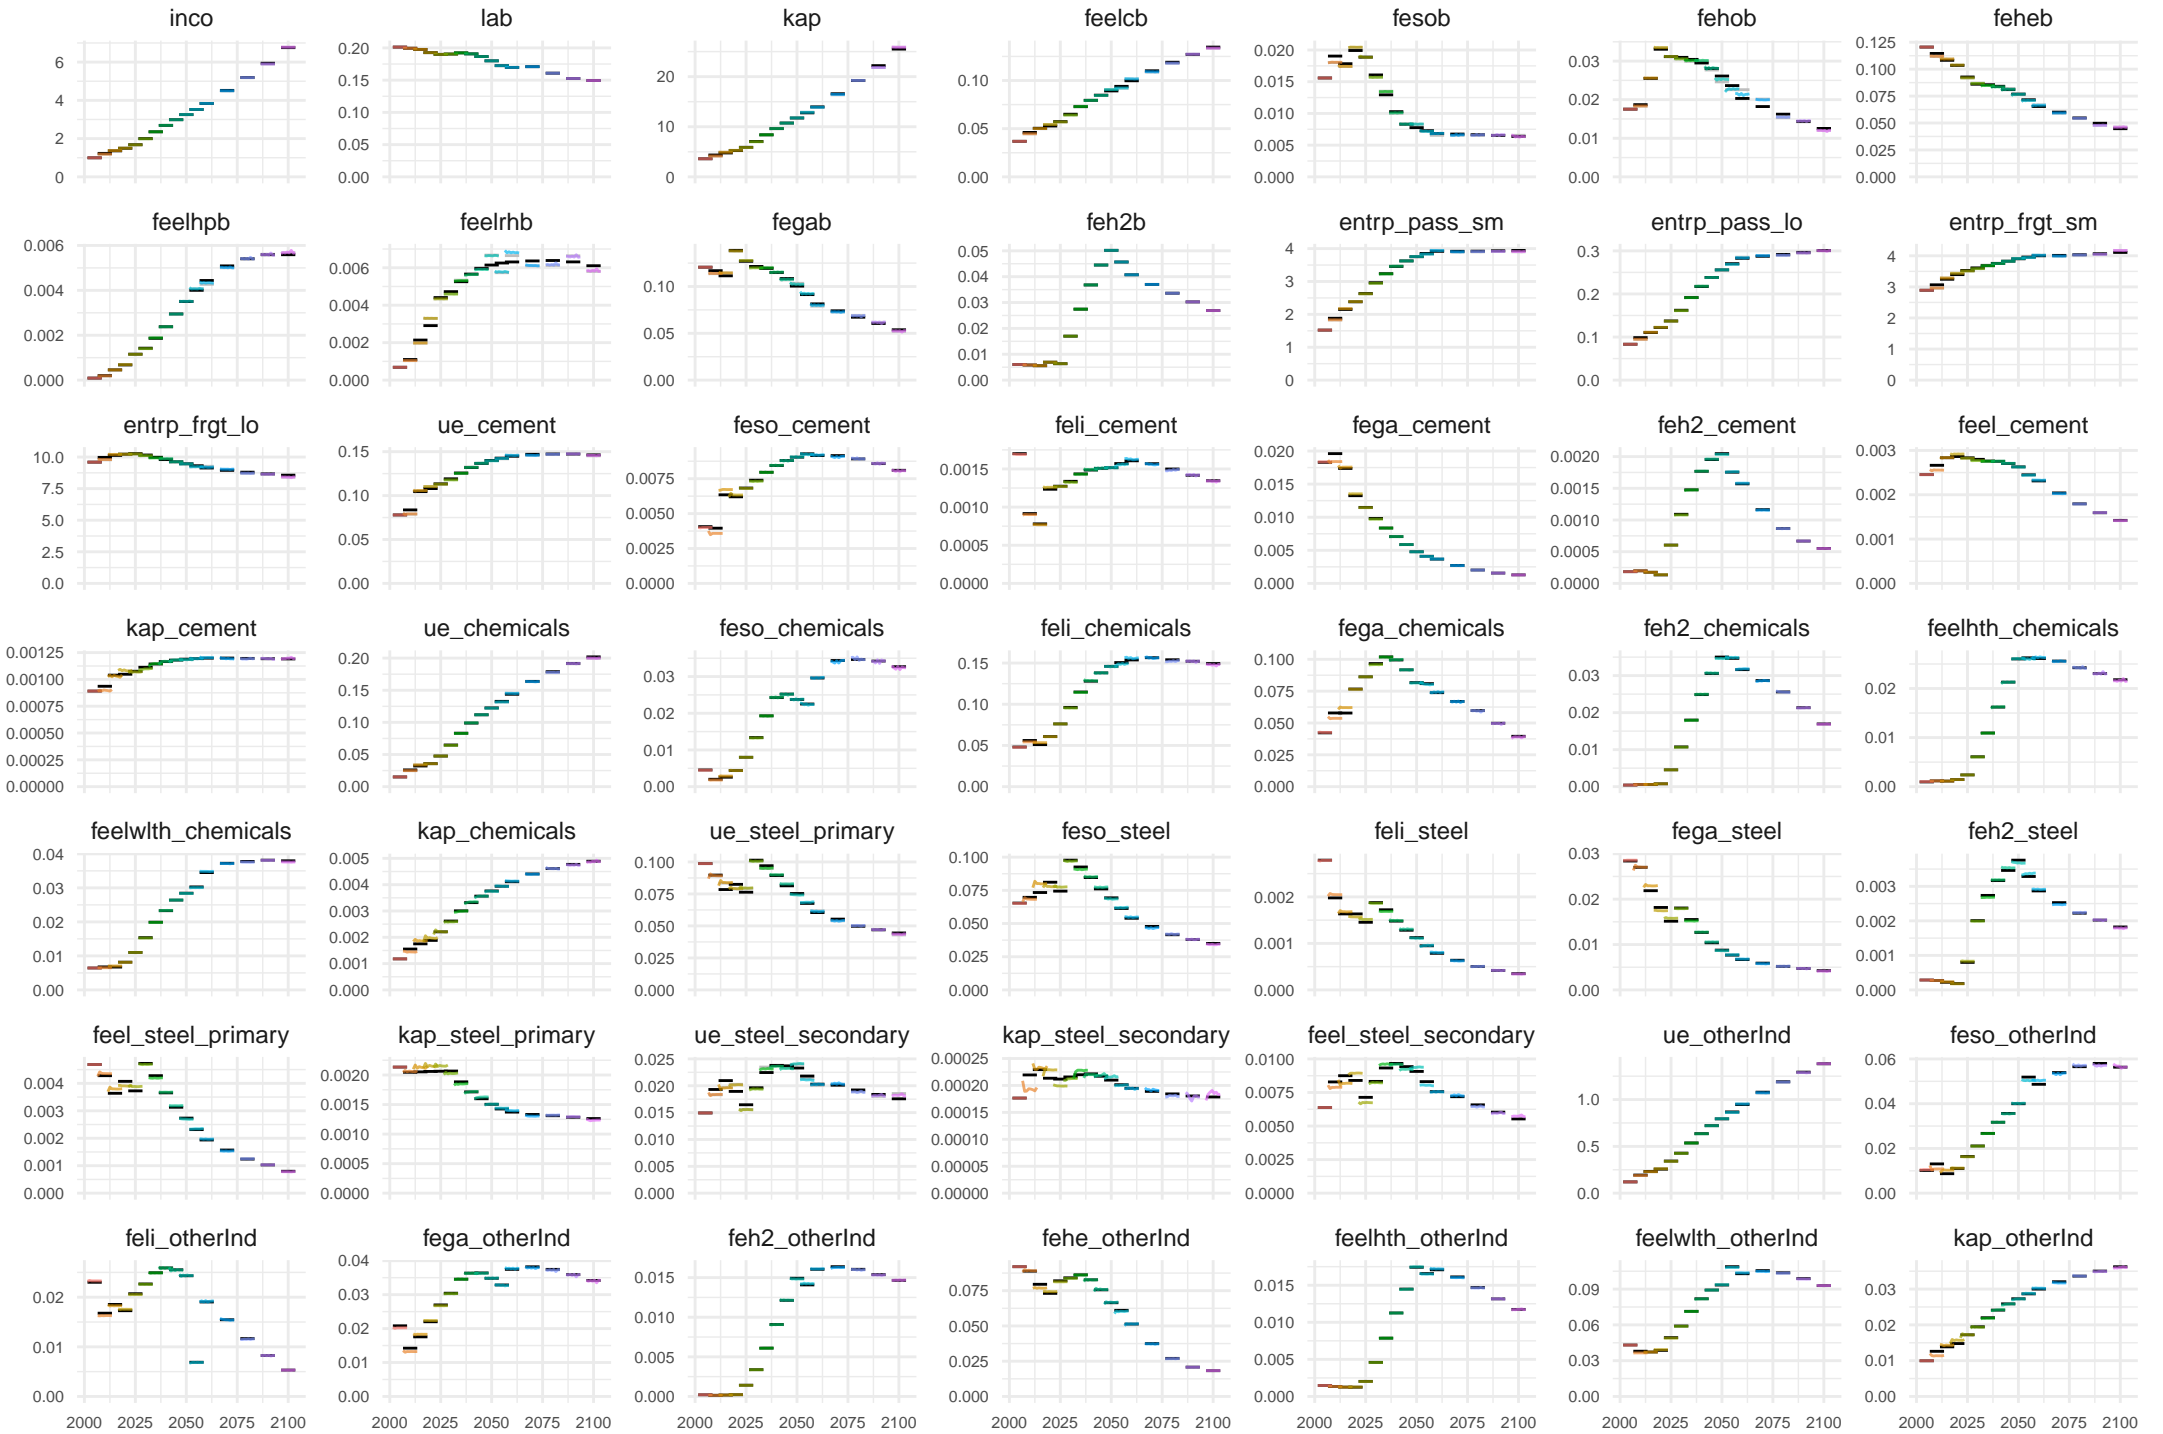 inco lab kap feelcb fesob fehob feheb
6 4 2 0
0.20 0.15 0.10 0.05 0.00
20 10 0
0.10 0.05 0.00
0.020 0.015 0.010 0.005 0.000
0.03 0.02 0.01 0.00
0.125 0.100 0.075 0.050 0.025 0.000
feelhpb feelrhb fegab feh2b entrp_pass_sm entrp_pass_lo entrp_frgt_sm
0.006 0.004 0.002 0.000
0.006 0.004 0.002 0.000
0.10 0.05 0.00
0.05 0.04 0.03 0.02 0.01 0.00
4 3 2 1 0
0.3 0.2 0.1 0.0
4 3 2 1 0
entrp_frgt_lo ue_cement feso_cement feli_cement fega_cement feh2_cement feel_cement
10.0 7.5 5.0 2.5 0.0
0.15 0.10 0.05 0.00
0.0075 0.0050 0.0025 0.0000
0.0015 0.0010 0.0005 0.0000
0.020 0.015 0.010 0.005 0.000
0.0020 0.0015 0.0010 0.0005 0.0000
0.003 0.002 0.001 0.000
kap_cement ue_chemicals feso_chemicals feli_chemicals fega_chemicals feh2_chemicals feelhth_chemicals
0.00125 0.00100 0.00075 0.00050 0.00025 0.00000
0.20 0.15 0.10 0.05 0.00
0.03 0.02 0.01 0.00
0.15 0.10 0.05 0.00
0.100 0.075 0.050 0.025 0.000
0.03 0.02 0.01 0.00
0.02 0.01 0.00
feelwlth_chemicals kap_chemicals ue_steel_primary feso_steel feli_steel fega_steel feh2_steel
0.04 0.03 0.02 0.01 0.00
0.005 0.004 0.003 0.002 0.001 0.000
0.100 0.075 0.050 0.025 0.000
0.100 0.075 0.050 0.025 0.000
0.002 0.001 0.000
0.03 0.02 0.01 0.00
0.003 0.002 0.001 0.000
feel_steel_primary kap_steel_primary ue_steel_secondary kap_steel_secondary feel_steel_secondary ue_otherInd feso_otherInd
0.004 0.003 0.002 0.001 0.000
0.0020 0.0015 0.0010 0.0005 0.0000
0.025 0.020 0.015 0.010 0.005 0.000
0.00025 0.00020 0.00015 0.00010 0.00005 0.00000
0.0100 0.0075 0.0050 0.0025 0.0000
1.0 0.5 0.0
0.06 0.04 0.02 0.00
feli_otherInd fega_otherInd feh2_otherInd fehe_otherInd feelhth_otherInd feelwlth_otherInd kap_otherInd
0.02 0.01 0.00
0.04 0.03 0.02 0.01 0.00
0.015 0.010 0.005 0.000
0.075 0.050 0.025 0.000
0.015 0.010 0.005 0.000
0.09 0.06 0.03 0.00
0.03 0.02 0.01 0.00
2000 2025 2050 2075 2100 2000 2025 2050 2075 2100 2000 2025 2050 2075 2100 2000 2025 2050 2075 2100 2000 2025 2050 2075 2100 2000 2025 2050 2075 2100 2000 2025 2050 2075 2100